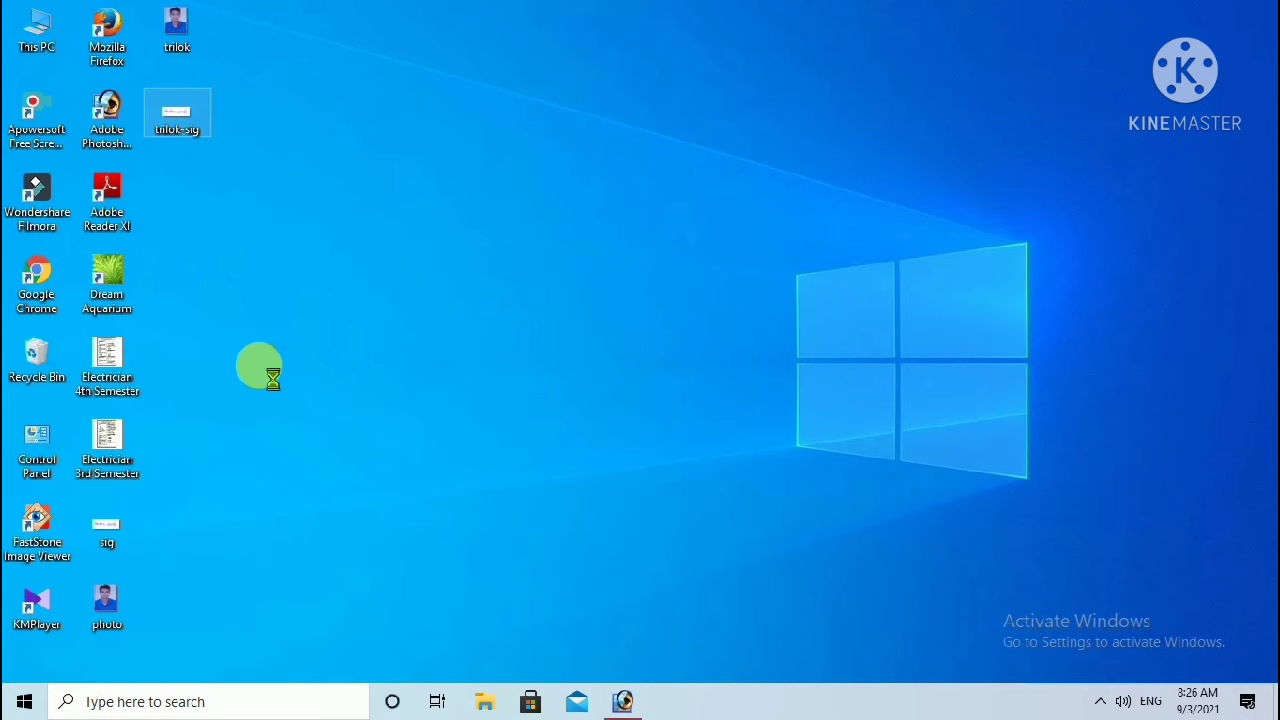 This PC
Mozilla
Firefox
trilok
Apowersoft
Free Scre...
Adobe
Photosh...
trilok-sig
Wondershare
Filmora
Adobe
Reader XI
Google
Chrome
Dream
Aquarium
Recycle Bin
Electrician
4th Semester
Control
Panel
Electrician
3rd Semester
FastStone
Image Viewer
sig
KMPlayer
photo
K
KINEMASTER
Activate Windows
Go to Settings to activate Windows.
Type here to search
ENG
3:26 AM
9/3/2021